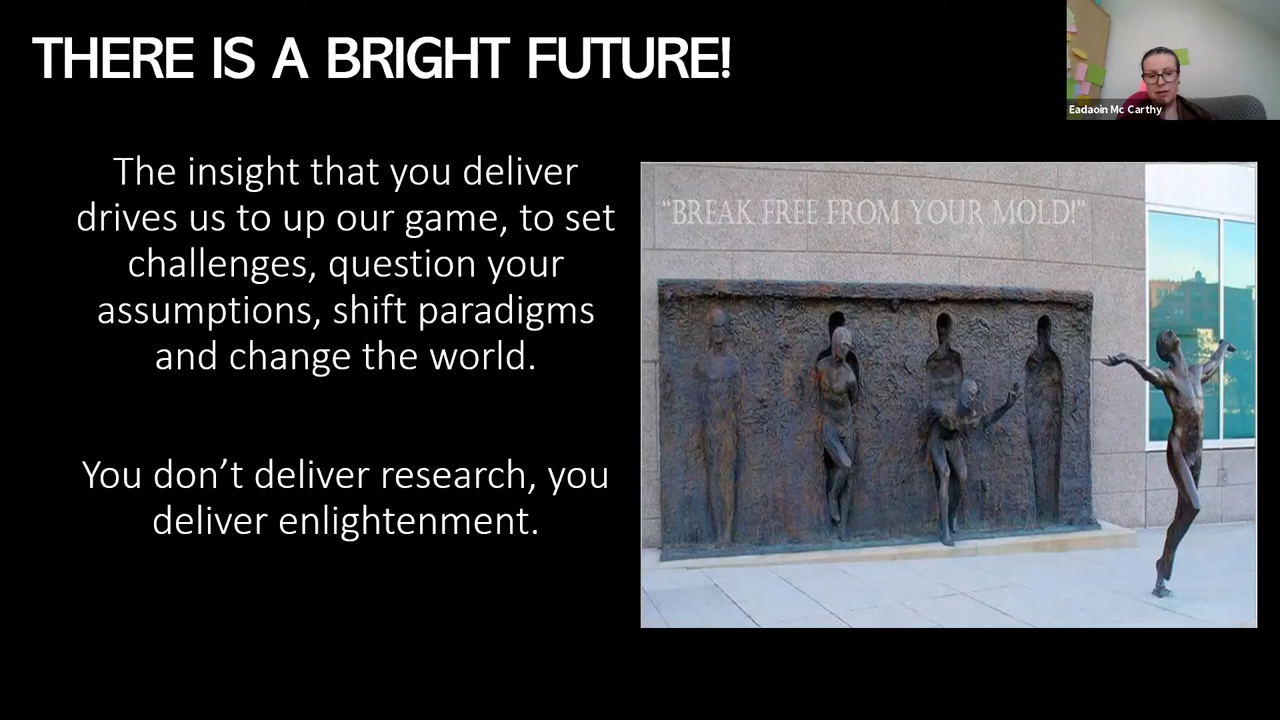 THERE IS A BRIGHT FUTURE!
Eadaoin Mc Carthy
The insight that you deliver
drives us to up our game, to set
challenges, question your
assumptions, shift paradigms
and change the world.
You don’t deliver research, you
deliver enlightenment.
“BREAK FREE FROM YOUR MOLD!”